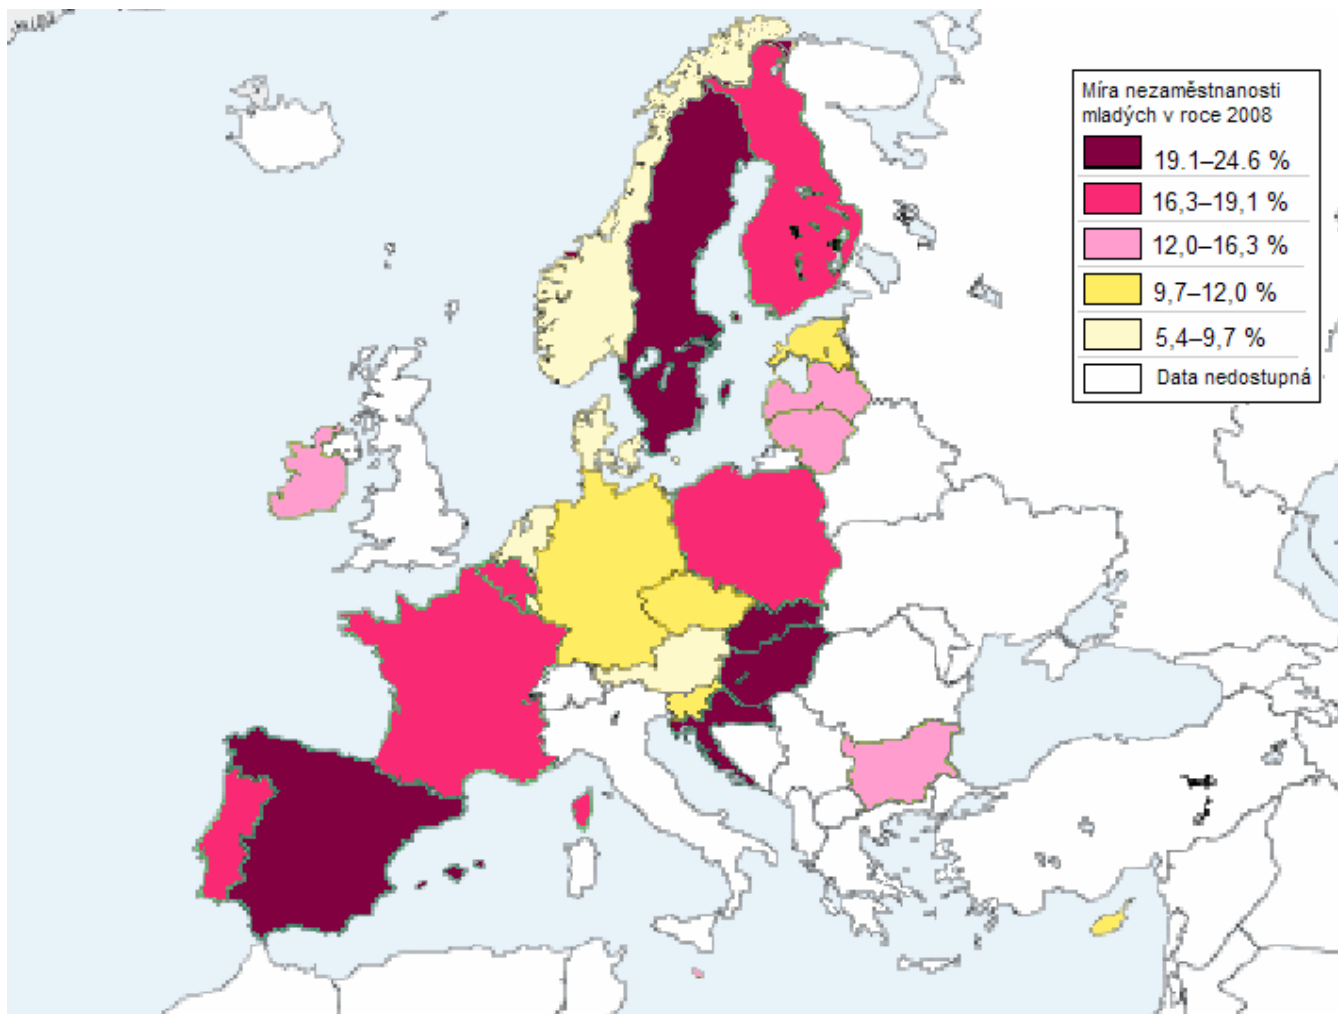 Míra nezaměstnanosti
mladých v roce 2008
19.1–24.6 %
16,3–19,1 %
12,0–16,3 %
9,7–12,0 %
5,4–9,7 %
Data nedostupná